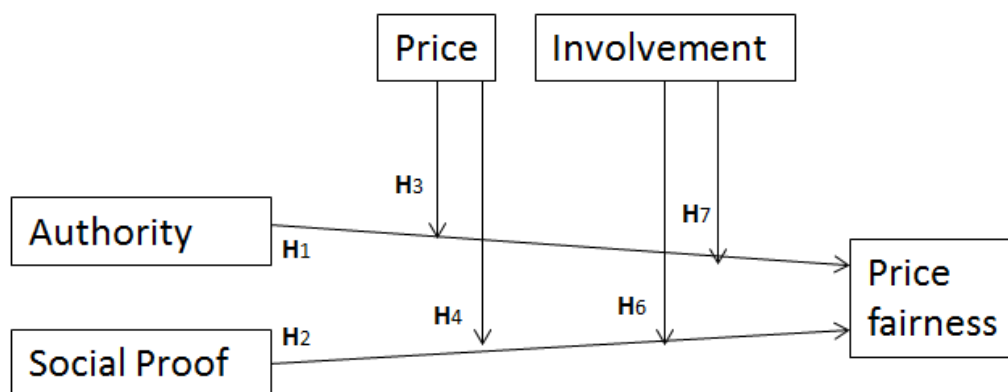 Price
Involvement
H3
H7
Authority
H1
Price
fairness
H4
H6
H2
Social Proof